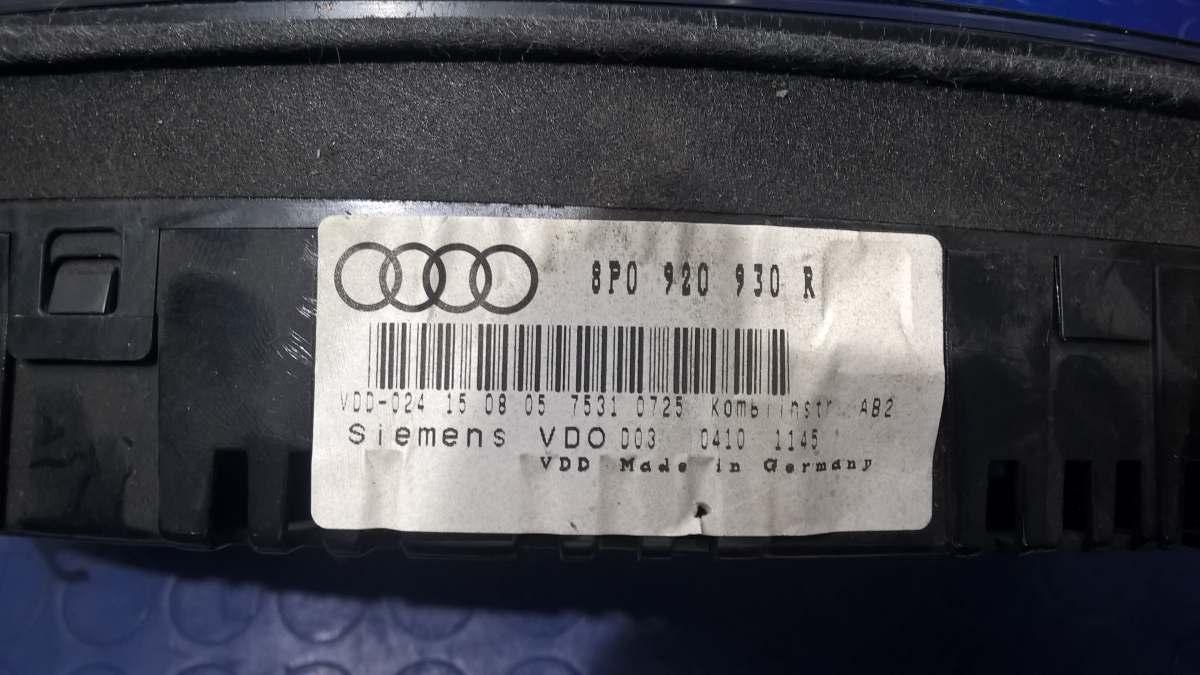 8P0 920 930 R
VDD-024 15 08 05 7531 0725 Kombiinstr. AB2
Siemens VDO D03 0410 1145
VDD Made in Germany